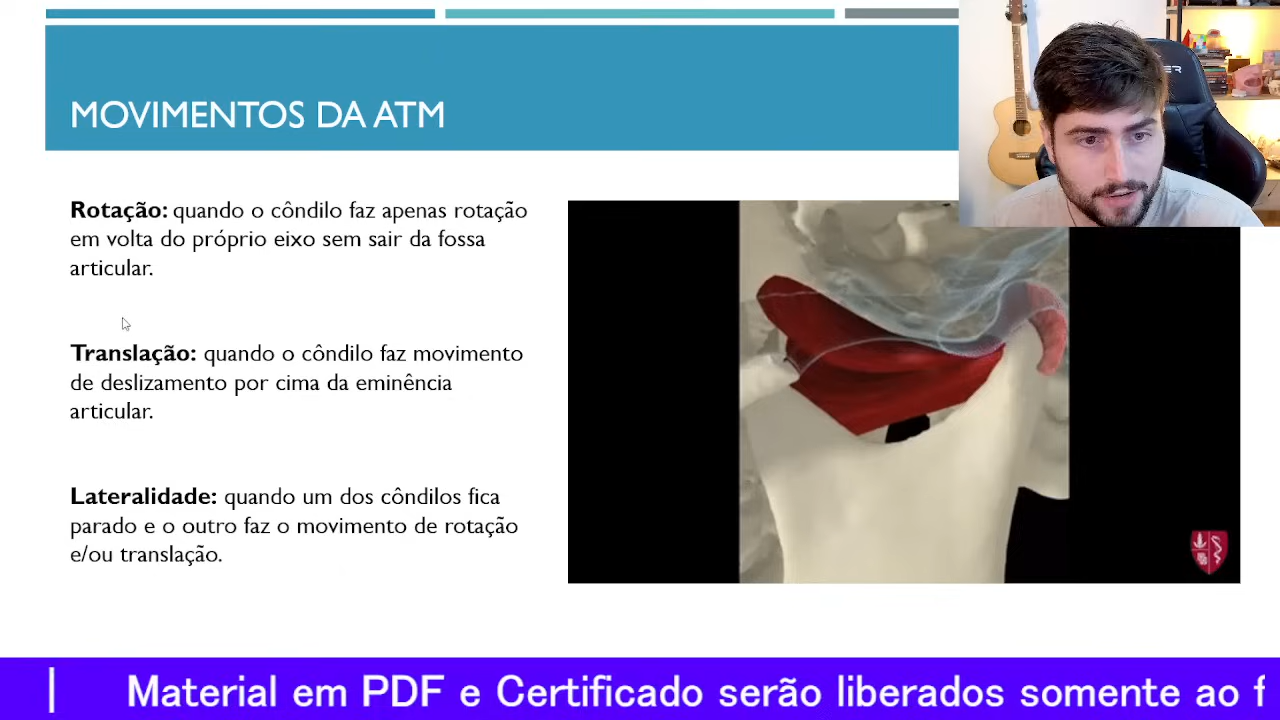 MOVIMENTOS DA ATM
Rotação: quando o côndilo faz apenas rotação
em volta do próprio eixo sem sair da fossa
articular.
Translação: quando o côndilo faz movimento
de deslizamento por cima da eminência
articular.
Lateralidade: quando um dos côndilos fica
parado e o outro faz o movimento de rotação
e/ou translação.
| Material em PDF e Certificado serão liberados somente ao f